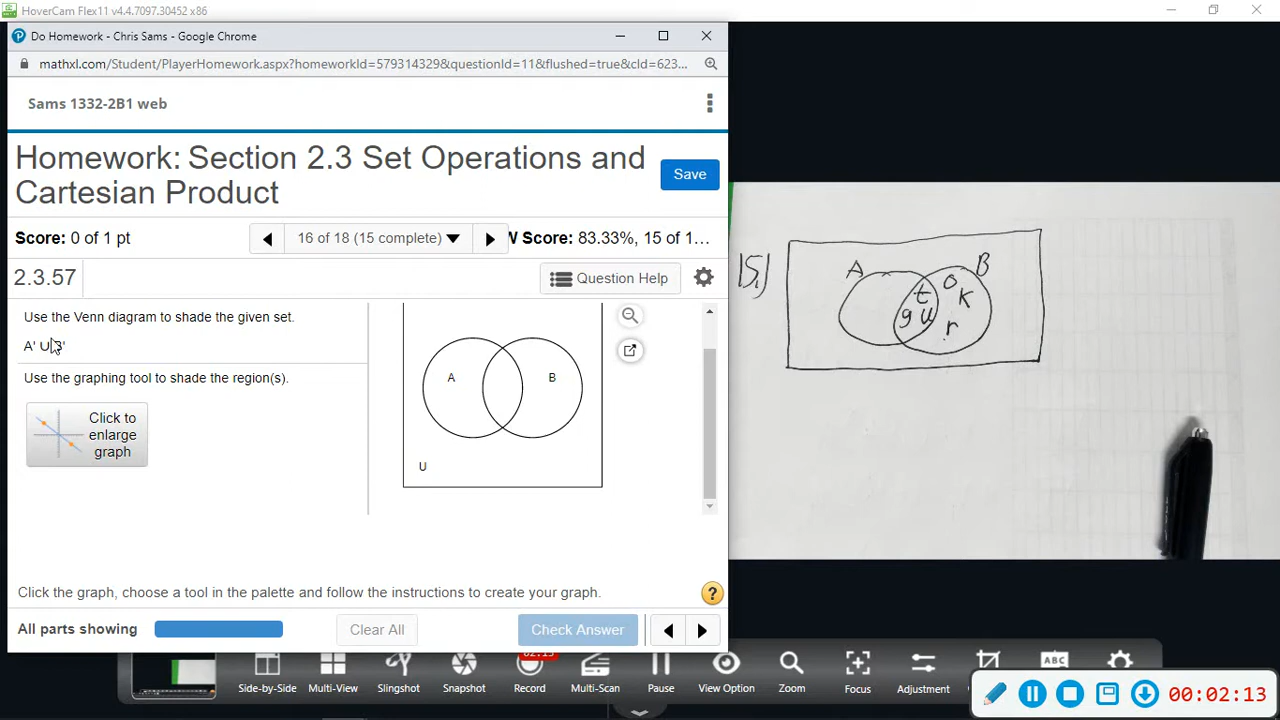 HoverCam Flex11 v4.4.7097.30452 x86
Do Homework - Chris Sams - Google Chrome
mathxl.com/Student/PlayerHomework.aspx?homeworkId=579314329&questionId=11&flushed=true&cld=623...
Sams 1332-2B1 web
Homework: Section 2.3 Set Operations and
Cartesian Product
Save
Score: 0 of 1 pt
16 of 18 (15 complete)
W Score: 83.33%, 15 of 1...
2.3.57
Question Help
Use the Venn diagram to shade the given set.
A' U
Use the graphing tool to shade the region(s).
Click to
enlarge
graph
A
B
U
A
B
t
g u
o
K
r
Click the graph, choose a tool in the palette and follow the instructions to create your graph.
?
All parts showing
Clear All
Check Answer
02:13
Side-by-Side
Multi-View
Slingshot
Snapshot
Record
Multi-Scan
Pause
View Option
Zoom
Focus
Adjustment
ABC
00:02:13